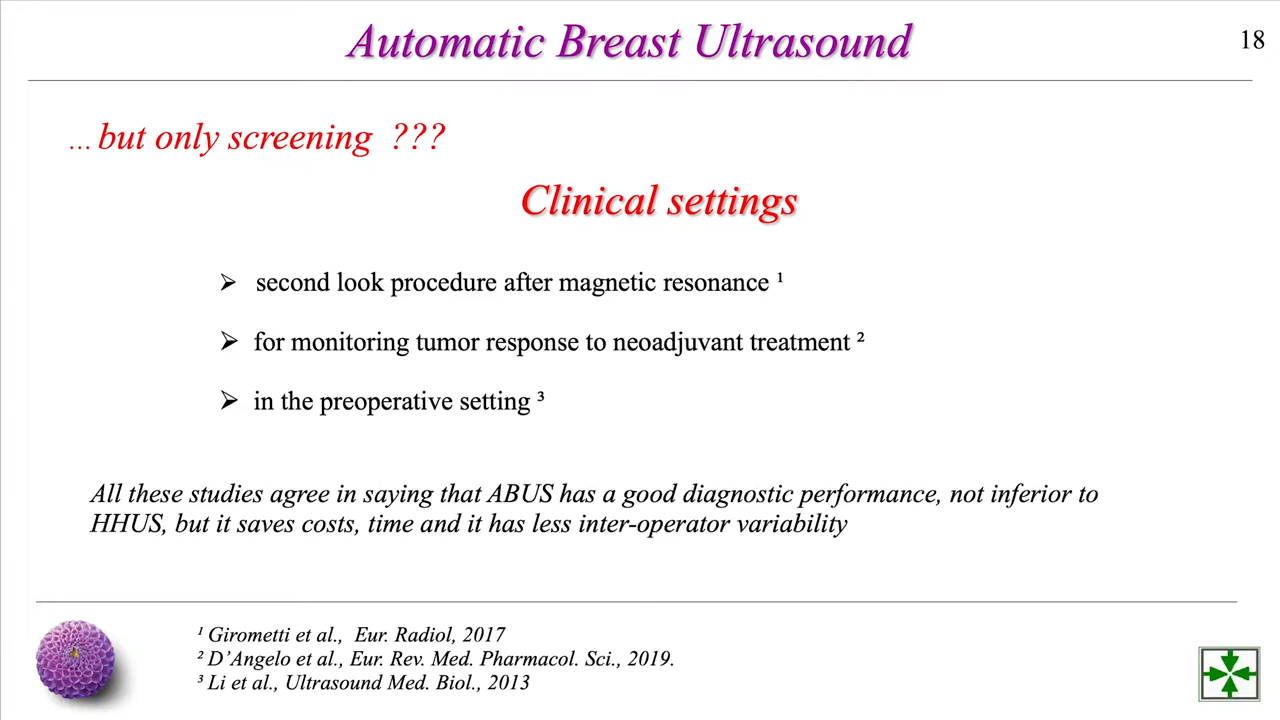 Automatic Breast Ultrasound
18
... but only screening ???
Clinical settings
➢ second look procedure after magnetic resonance ¹
➢ for monitoring tumor response to neoadjuvant treatment ²
➢ in the preoperative setting ³
All these studies agree in saying that ABUS has a good diagnostic performance, not inferior to
HHUS, but it saves costs, time and it has less inter-operator variability
¹ Girometti et al., Eur. Radiol, 2017
² D’Angelo et al., Eur. Rev. Med. Pharmacol. Sci., 2019.
³ Li et al., Ultrasound Med. Biol., 2013